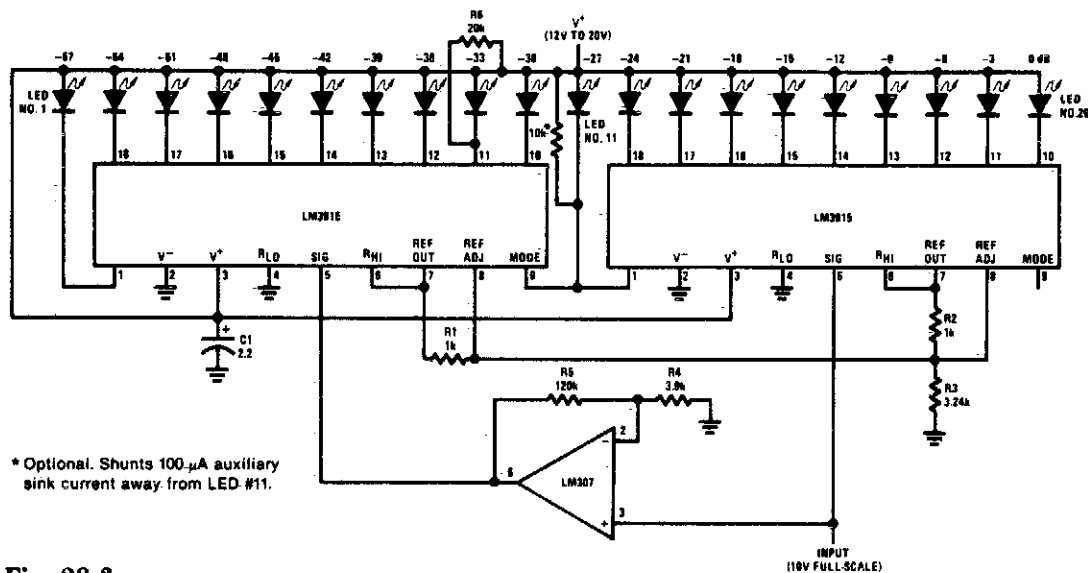 R6
20k
V+
(12V TO 20V)
-57 -54 -51 -48 -45 -42 -39 -36 -33 -30 -27 -24 -21 -18 -15 -12 -9 -6 -3 0 dB
LED
NO. 1
10k*
LED
NO. 11
LED
NO. 20
18 17 16 15 14 13 12 11 10
18 17 16 15 14 13 12 11 10
LM3915
LM3915
V- V+ RLO SIG RHI REF OUT REF ADJ MODE
V- V+ RLO SIG RHI REF OUT REF ADJ MODE
1 2 3 4 5 6 7 8 9
1 2 3 4 5 6 7 8 9
+
C1
2.2
R1
1k
R2
1k
R5
120k
R4
3.9k
R3
3.24k
2
-
6
LM307
3
+
* Optional. Shunts 100-µA auxiliary
sink current away from LED #11.
INPUT
(10V FULL-SCALE)